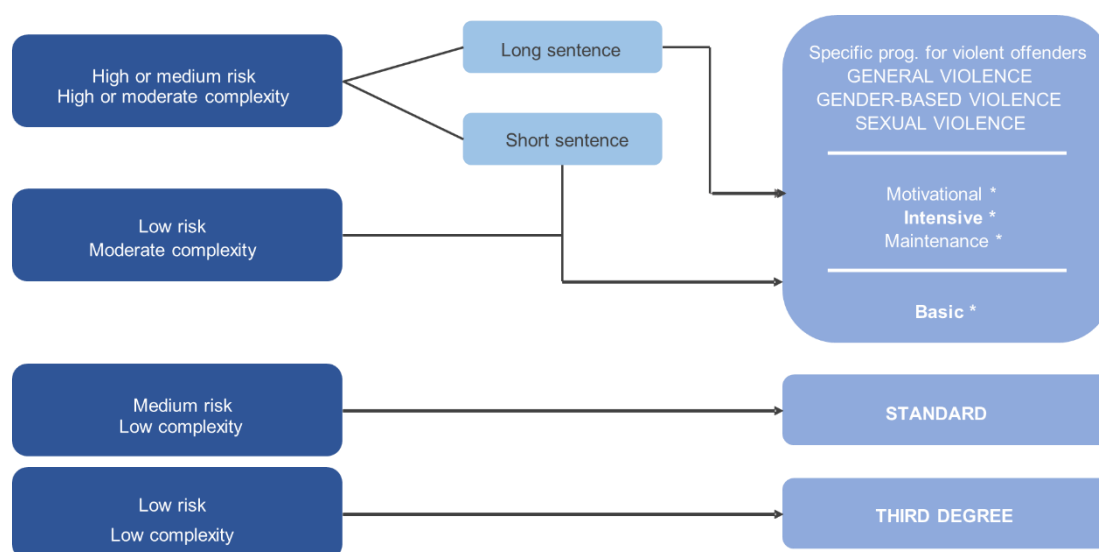 High or medium risk
High or moderate complexity
Long sentence
Short sentence
Specific prog. for violent offenders
GENERAL VIOLENCE
GENDER-BASED VIOLENCE
SEXUAL VIOLENCE
Motivational *
Intensive *
Maintenance *
Basic *
Low risk
Moderate complexity
Medium risk
Low complexity
STANDARD
Low risk
Low complexity
THIRD DEGREE